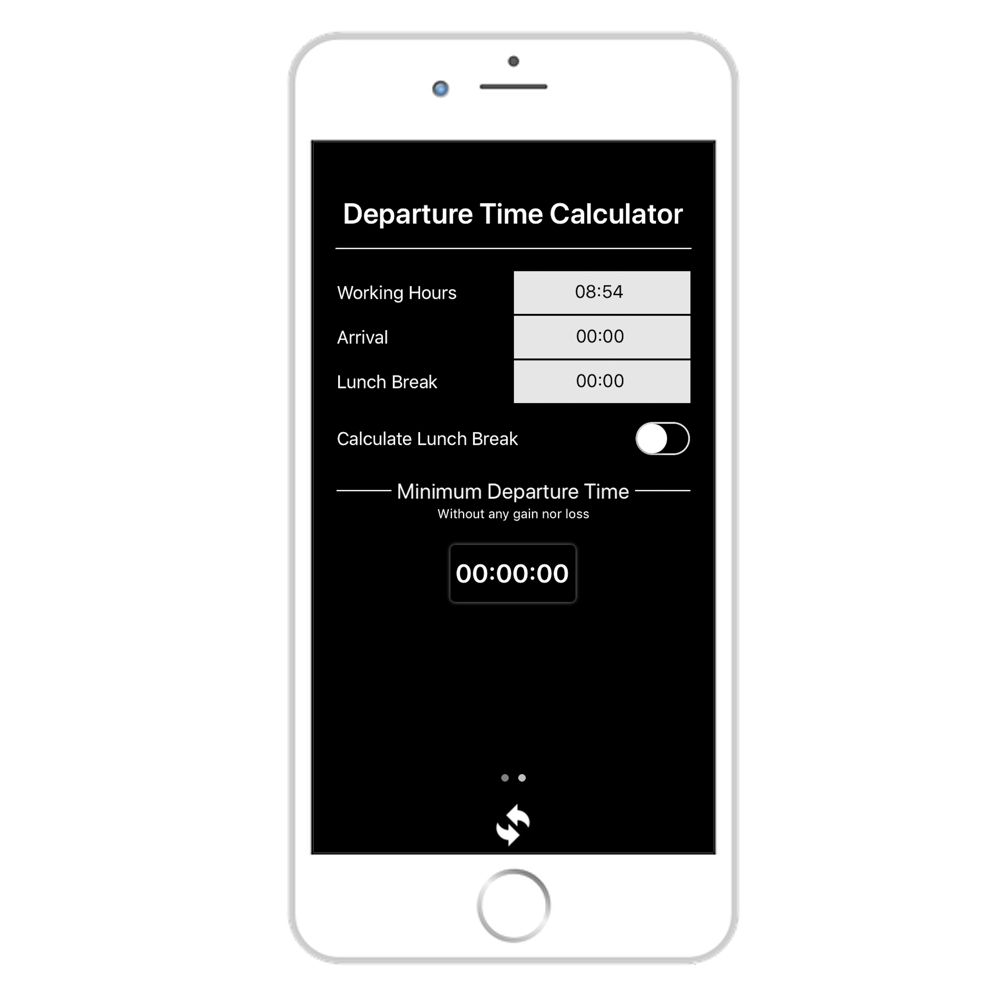 Departure Time Calculator
Working Hours 08:54
Arrival 00:00
Lunch Break 00:00
Calculate Lunch Break
Minimum Departure Time
Without any gain nor loss
00:00:00